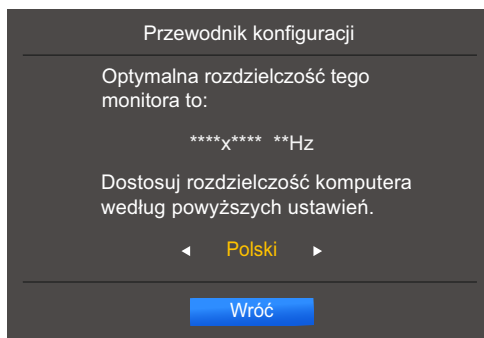 Przewodnik konfiguracji
Optymalna rozdzielczość tego
monitora to:
****x**** **Hz
Dostosuj rozdzielczość komputera
według powyższych ustawień.
Polski
Wróć